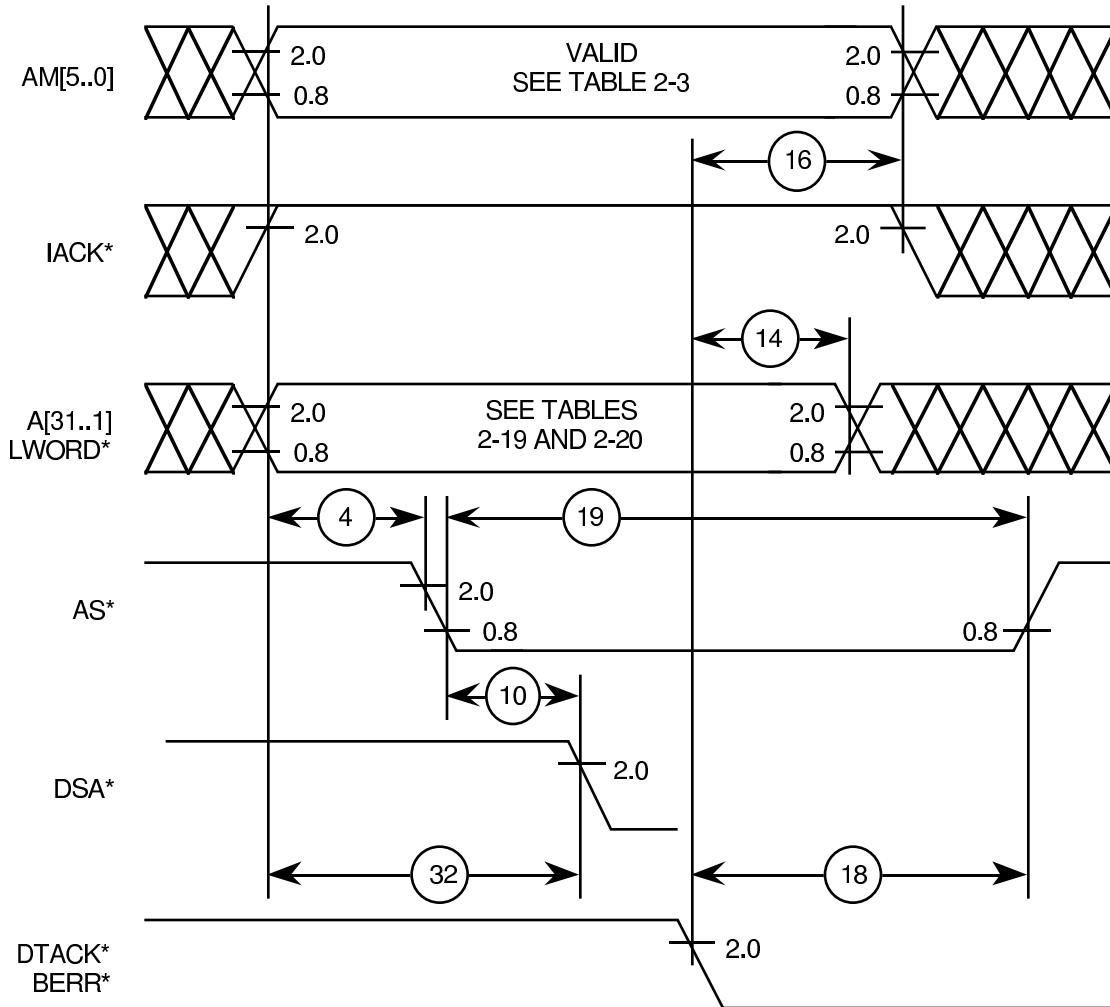 AM[5..0]
2.0
0.8
VALID
SEE TABLE 2-3
2.0
0.8
16
IACK*
2.0
2.0
14
A[31..1]
LWORD*
2.0
0.8
SEE TABLES
2-19 AND 2-20
2.0
0.8
4
19
AS*
2.0
0.8
0.8
10
DSA*
2.0
32
18
DTACK*
BERR*
2.0